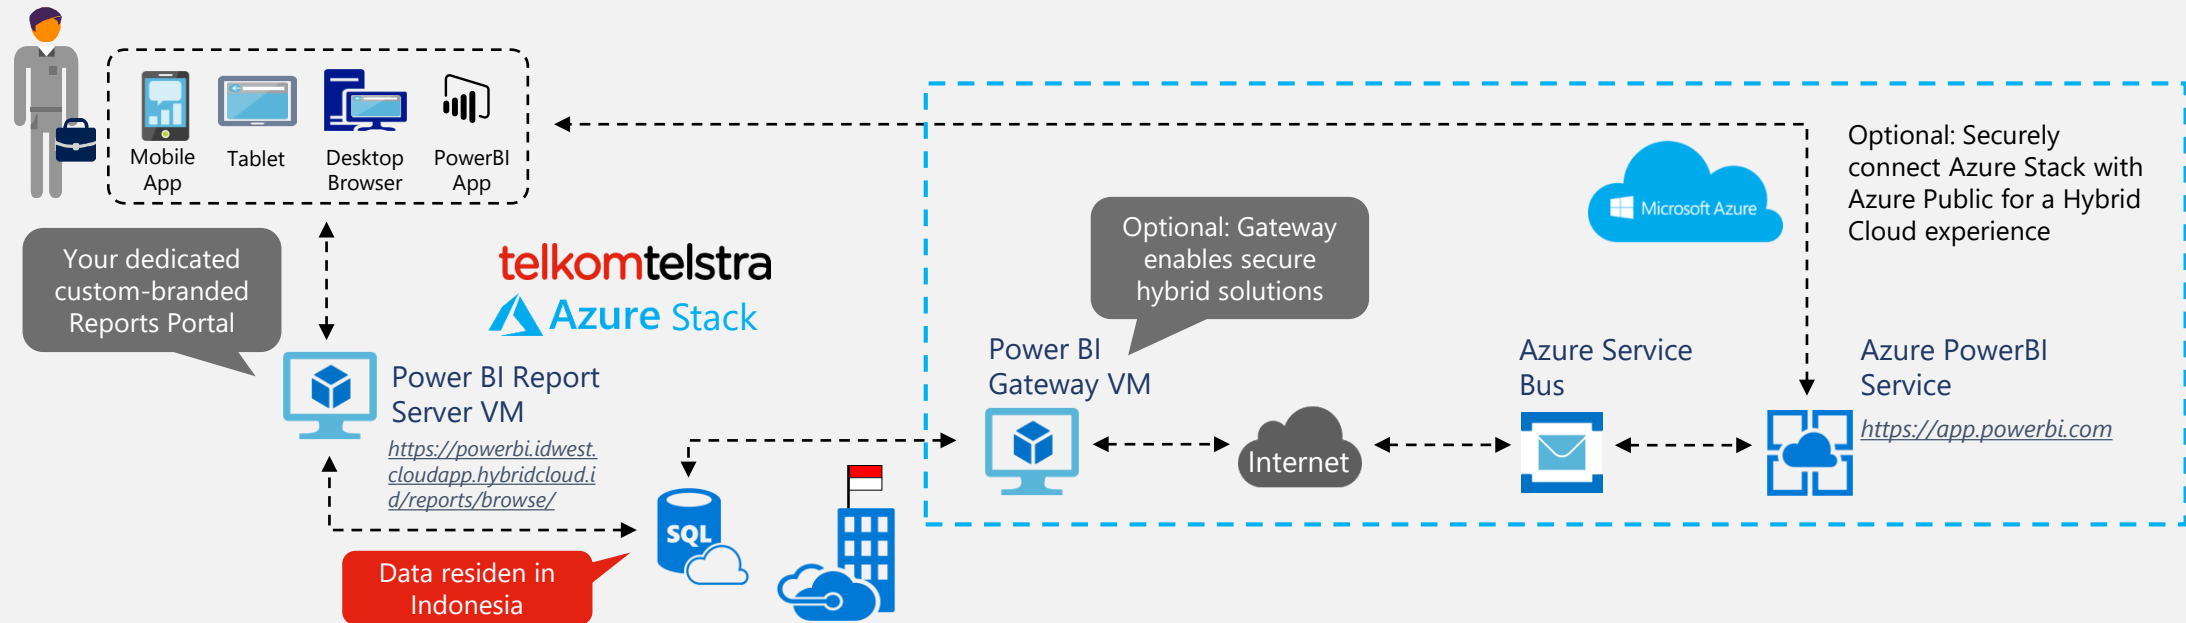 Mobile
App
Tablet
Desktop
Browser
PowerBI
App
Your dedicated
custom-branded
Reports Portal
telkomtelstra
Azure Stack
Power BI Report
Server VM
https://powerbi.idwest.
cloudapp.hybridcloud.i
d/reports/browse/
SQL
Data residen in
Indonesia
Optional: Gateway
enables secure
hybrid solutions
Power BI
Gateway VM
Internet
Microsoft Azure
Optional: Securely
connect Azure Stack with
Azure Public for a Hybrid
Cloud experience
Azure Service
Bus
Azure PowerBI
Service
https://app.powerbi.com